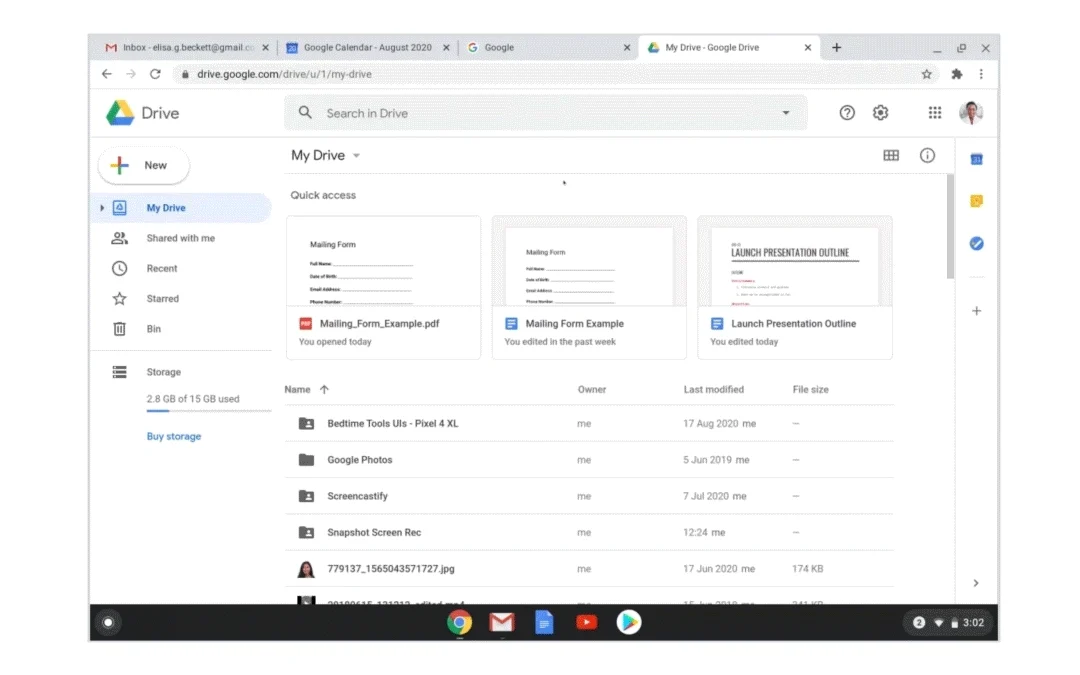 Inbox - elisa.g.beckett@gmail.co
Google Calendar - August 2020
Google
My Drive - Google Drive
drive.google.com/drive/u/1/my-drive
Drive
Search in Drive
New
My Drive
Shared with me
Recent
Starred
Bin
Storage
2.8 GB of 15 GB used
Buy storage
My Drive
Quick access
Mailing Form
Full Name:
Date of Birth:
Email Address:
Phone Number:
PDF Mailing_Form_Example.pdf
You opened today
Mailing Form
Full Name:
Date of Birth:
Email Address:
Phone Number:
Mailing Form Example
You edited in the past week
LAUNCH PRESENTATION OUTLINE
OUTLINE
Launch Presentation Outline
You edited today
Name Owner Last modified File size
Bedtime Tools UIs - Pixel 4 XL me 17 Aug 2020 me –
Google Photos me 5 Jun 2019 me –
Screencastify me 7 Jul 2020 me –
Snapshot Screen Rec me 12:24 me –
779137_1565043571727.jpg me 17 Jun 2020 me 174 KB
2 3:02